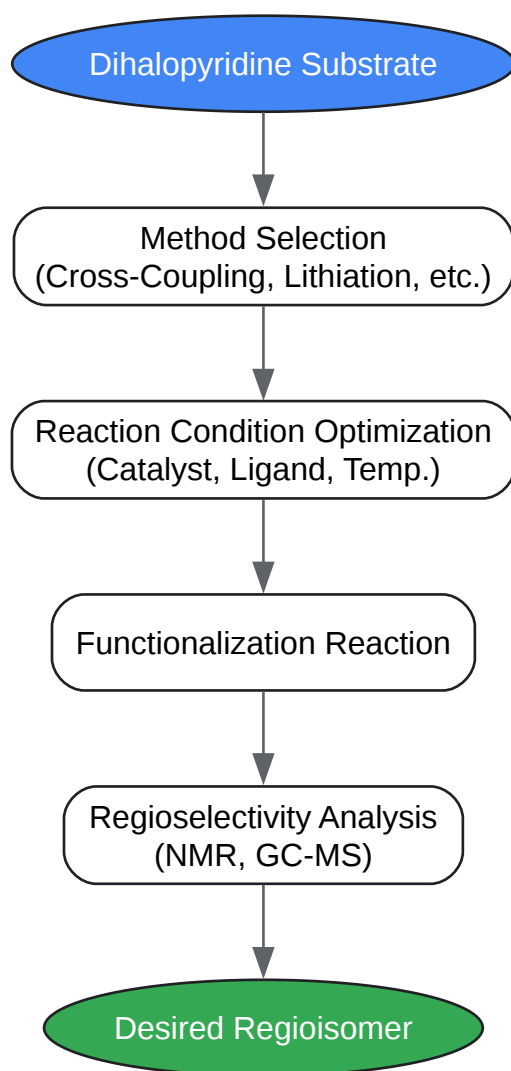 Dihalopyridine Substrate
Method Selection
(Cross-Coupling, Lithiation, etc.)
Reaction Condition Optimization
(Catalyst, Ligand, Temp.)
Functionalization Reaction
Regioselectivity Analysis
(NMR, GC-MS)
Desired Regioisomer